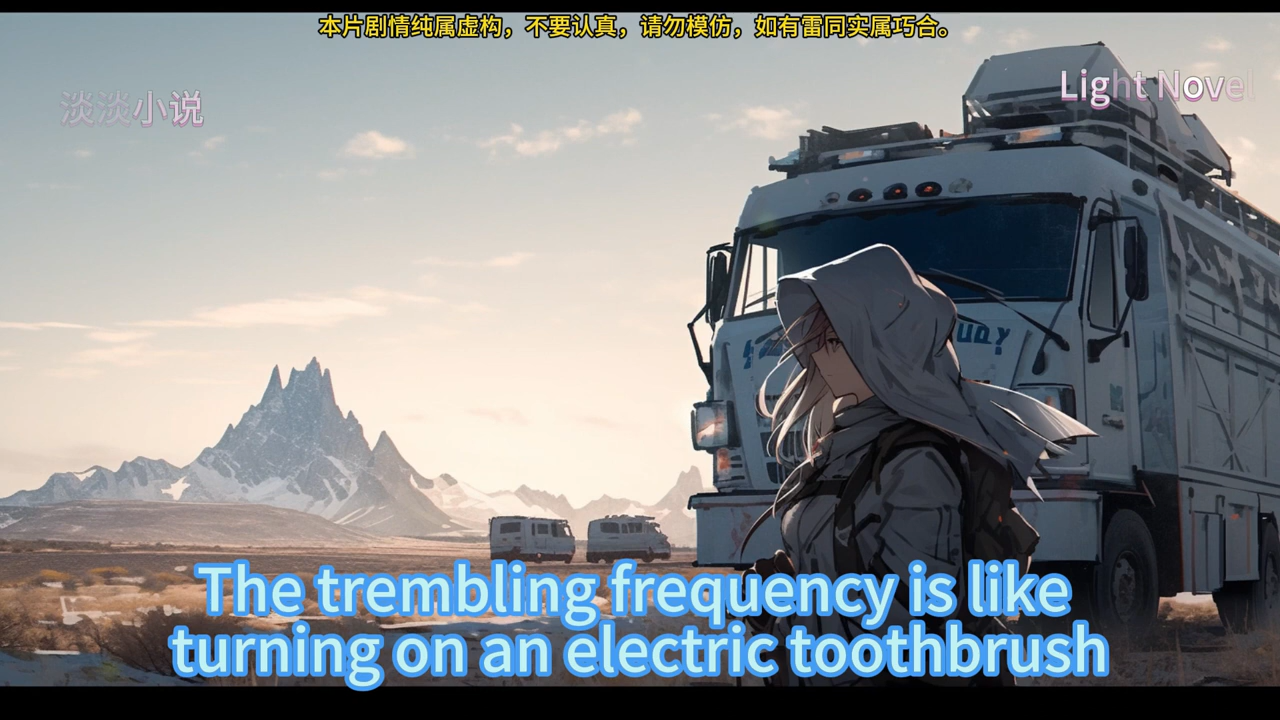 本片剧情纯属虚构，不要认真，请勿模仿，如有雷同实属巧合。
淡淡小说
Light Novel
The trembling frequency is like
turning on an electric toothbrush